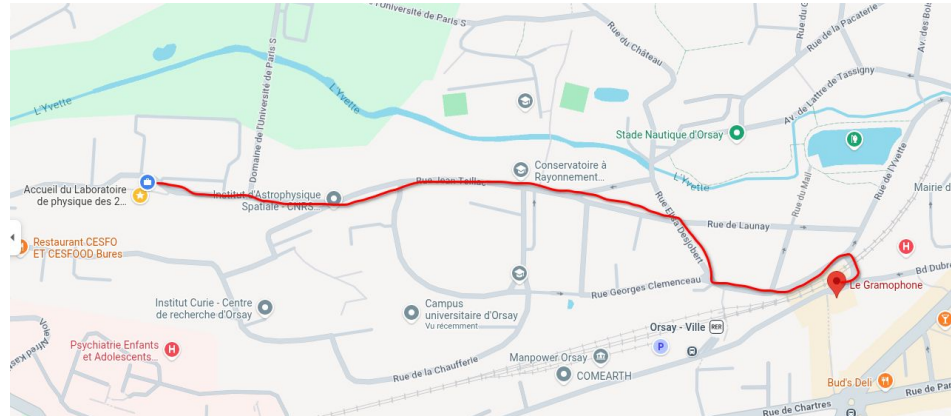 l'Université de Paris S
L'Yvette
Domaine de l'Université de Paris S
L'Yvette
Rue du Château
Rue de la Pacaterie
Av. des Bois
Av. de Lattre de Tassigny
Stade Nautique d'Orsay
Conservatoire à
Rayonnement...
Accueil du Laboratoire
de physique des 2...
Institut d'Astrophysique
Spatiale - CNRS...
Rue Jean Teillac
L'Yvette
Rue du Mail
Rue de l'Yvette
Mairie d
Rue Elisa Desjobert
Rue de Launay
Restaurant CESFO
ET CESFOOD Bures
H
Bd Dubre
Le Gramophone
Rue Georges Clemenceau
Institut Curie - Centre
de recherche d'Orsay
Campus
universitaire d'Orsay
Vu récemment
Orsay - Ville RER
P
Psychiatrie Enfants
et Adolescents...
H
Rue de la Chaufferie
Manpower Orsay
COMEARTH
Bud's Deli
Rue de Chartres
Rue de Par